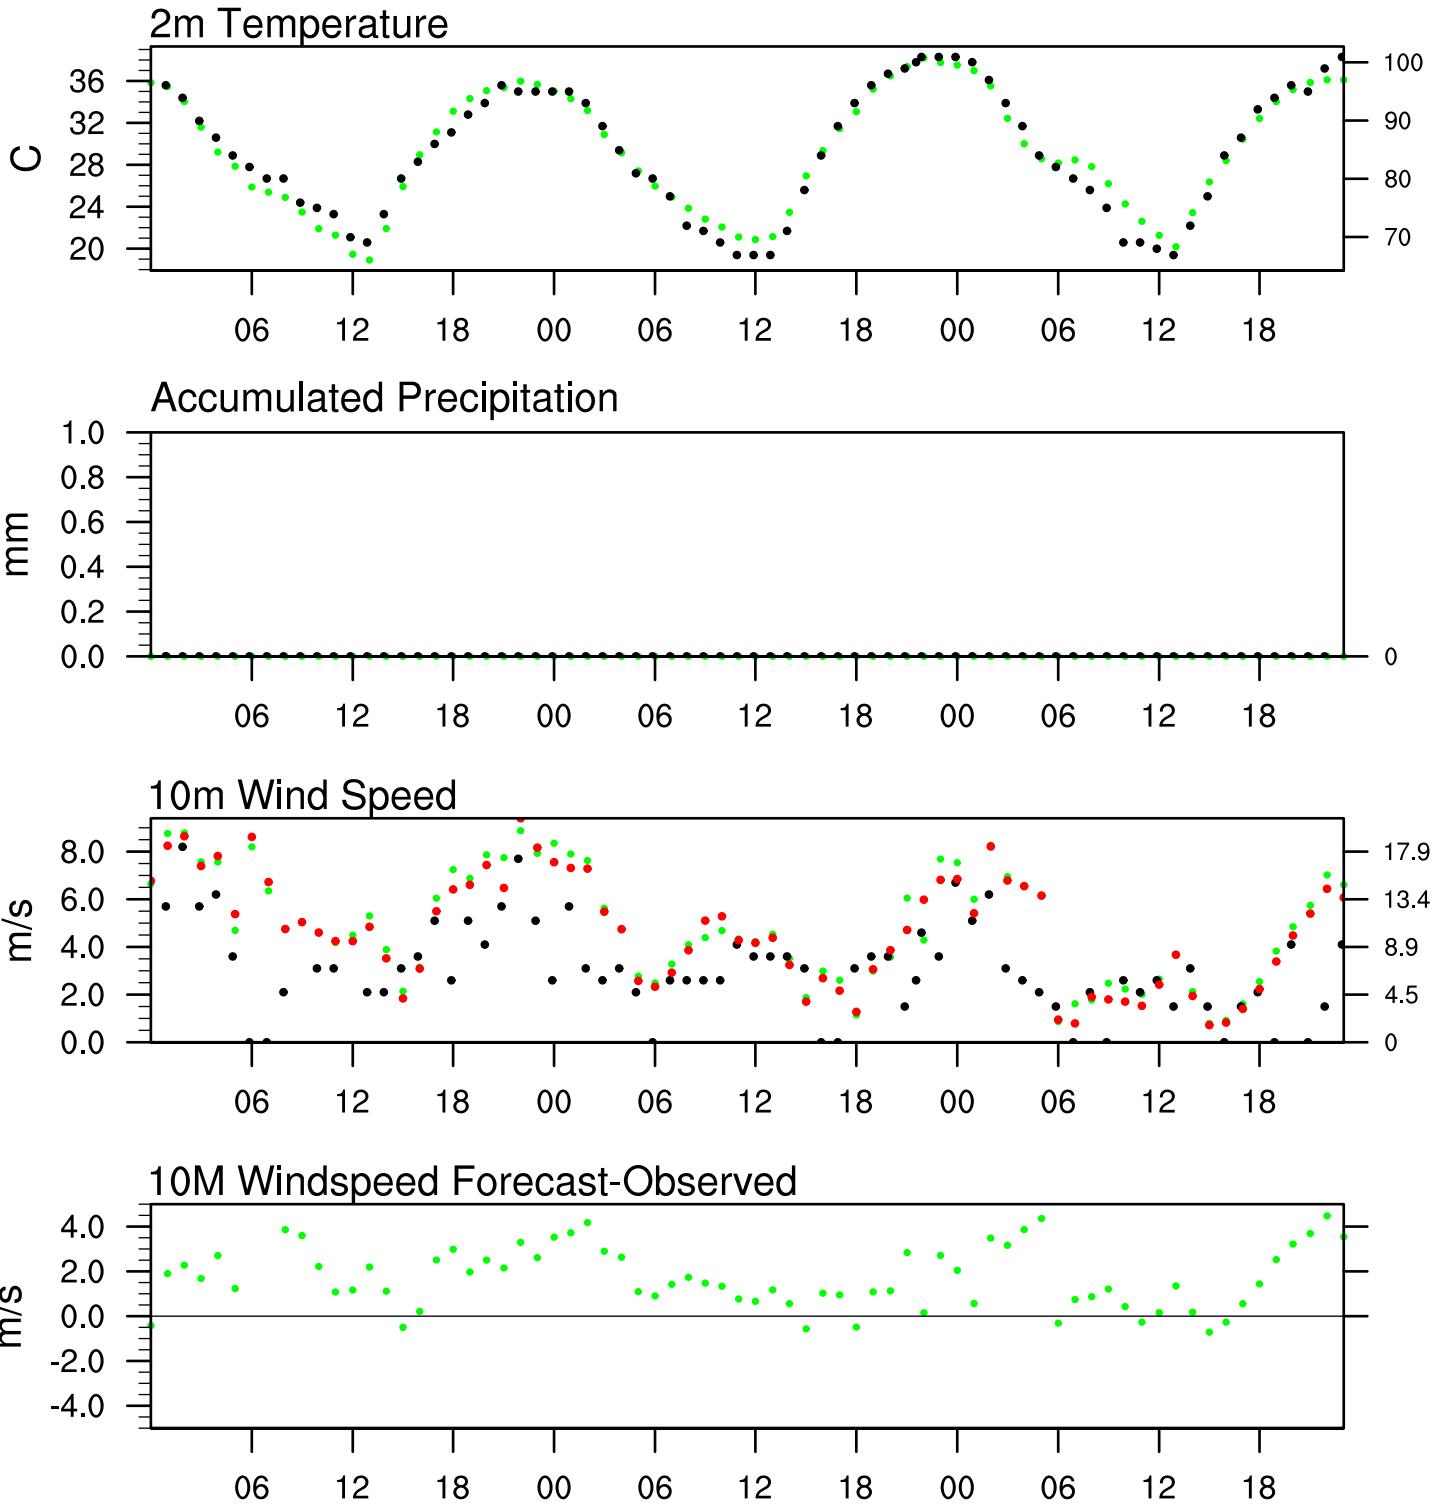 2m Temperature
36
32
28
24
20
C
100
90
80
70
06 12 18 00 06 12 18 00 06 12 18
Accumulated Precipitation
1.0
0.8
0.6
0.4
0.2
0.0
mm
0
06 12 18 00 06 12 18 00 06 12 18
10m Wind Speed
8.0
6.0
4.0
2.0
0.0
m/s
17.9
13.4
8.9
4.5
0
06 12 18 00 06 12 18 00 06 12 18
10M Windspeed Forecast-Observed
4.0
2.0
0.0
-2.0
-4.0
m/s
06 12 18 00 06 12 18 00 06 12 18